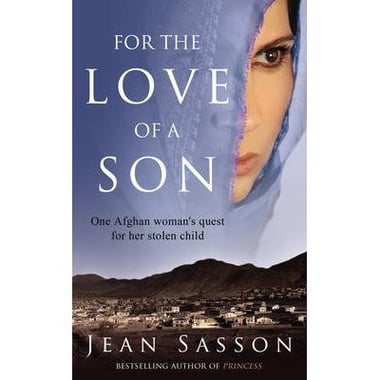 FOR THE
LOVE
OF A
SON
One Afghan woman's quest
for her stolen child
JEAN SASSON
BESTSELLING AUTHOR OF PRINCESS